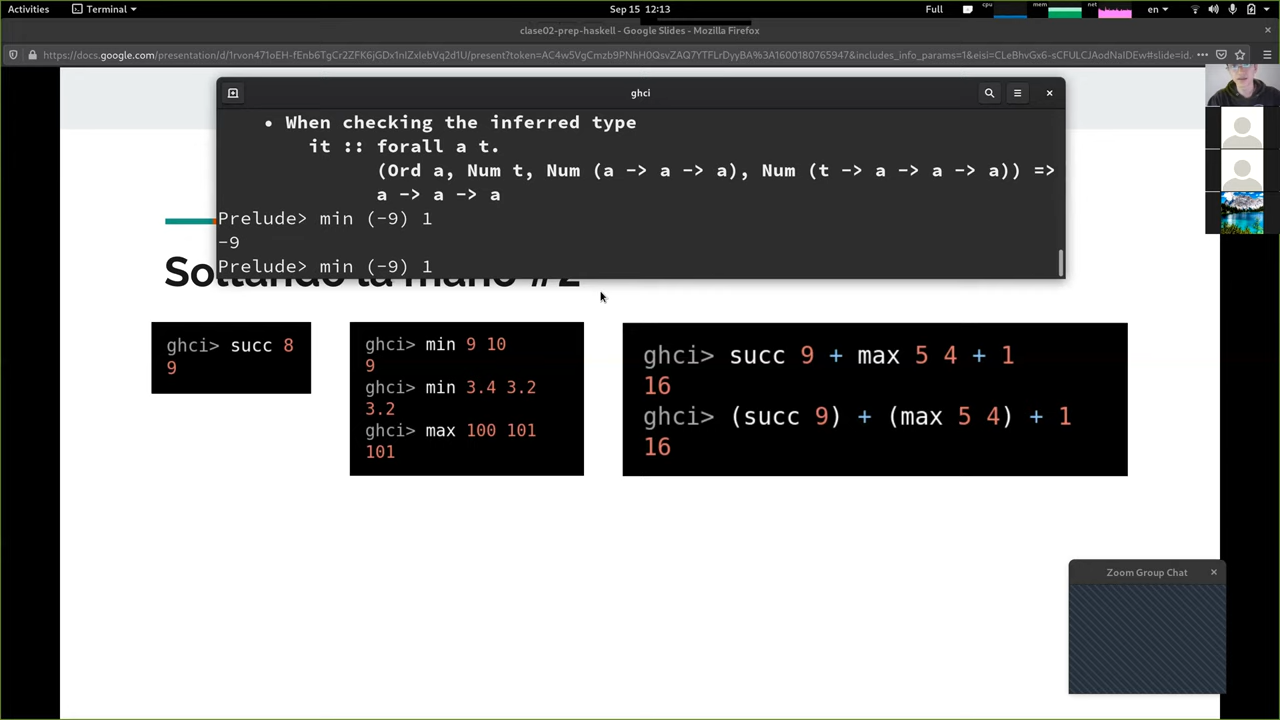 Activities
Terminal
Sep 15 12:13
Full
cpu
mem
net
en
clase02-prep-haskell - Google Slides - Mozilla Firefox
ghci
• When checking the inferred type
it :: forall a t.
(Ord a, Num t, Num (a -> a -> a), Num (t -> a -> a -> a)) =>
a -> a -> a
Prelude> min (-9) 1
-9
Prelude> min (-9) 1
ghci> succ 8
9
ghci> min 9 10
9
ghci> min 3.4 3.2
3.2
ghci> max 100 101
101
ghci> succ 9 + max 5 4 + 1
16
ghci> (succ 9) + (max 5 4) + 1
16
Zoom Group Chat